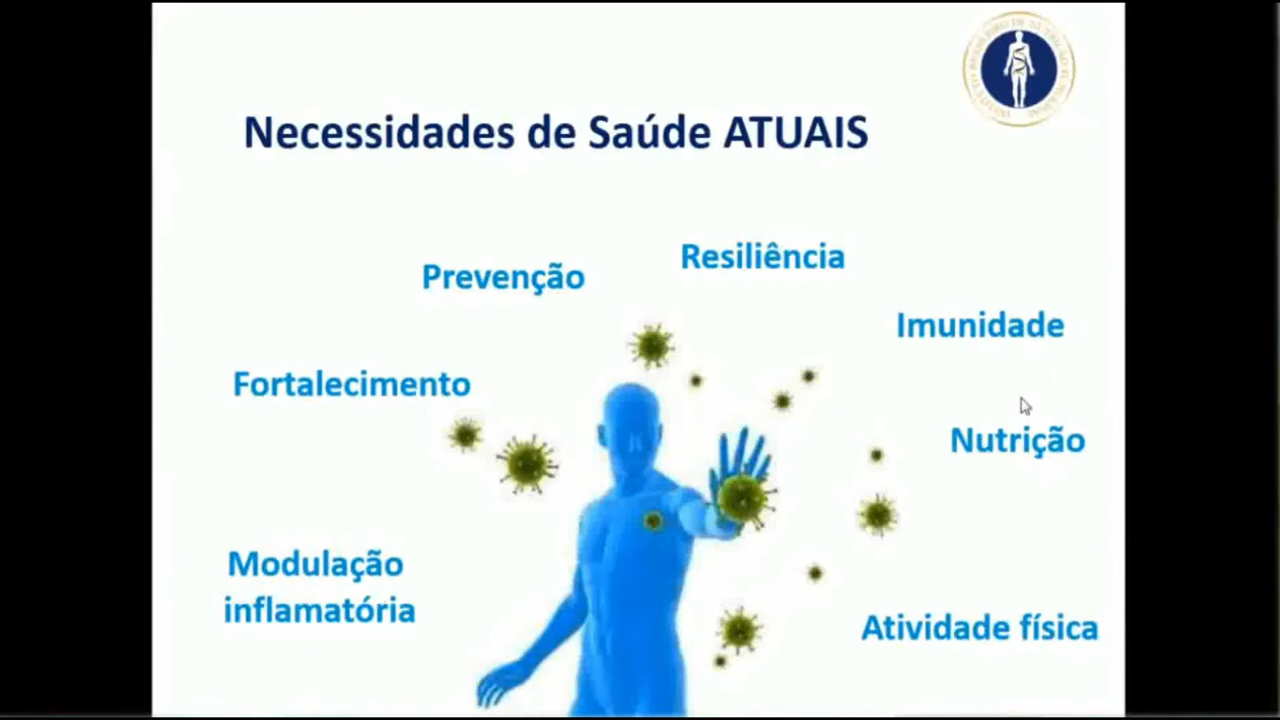 Necessidades de Saúde ATUAIS
Resiliência
Prevenção
Imunidade
Fortalecimento
Nutrição
Modulação
inflamatória
Atividade física